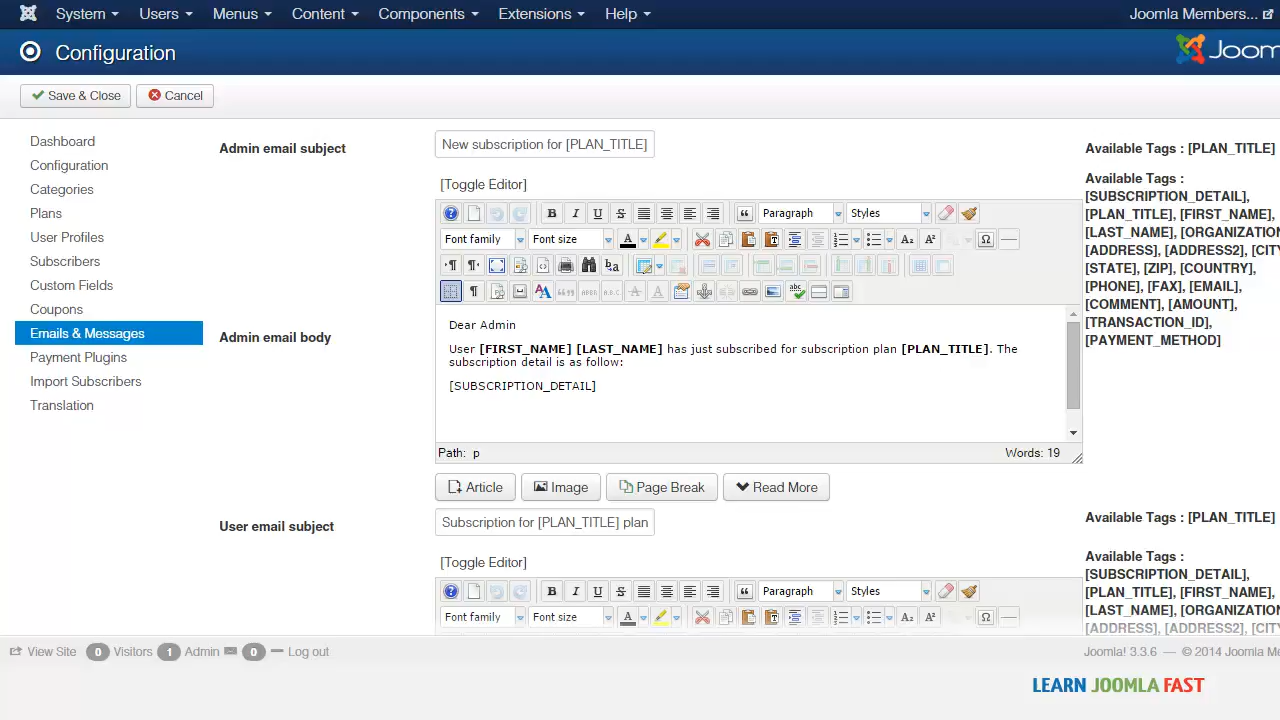 System Users Menus Content Components Extensions Help Joomla Members...
Configuration
Save & Close Cancel
Dashboard
Configuration
Categories
Plans
User Profiles
Subscribers
Custom Fields
Coupons
Emails & Messages
Payment Plugins
Import Subscribers
Translation
Admin email subject
New subscription for [PLAN_TITLE]
Available Tags : [PLAN_TITLE]
[Toggle Editor]
Paragraph Styles
Font family Font size
Admin email body
Dear Admin
User [FIRST_NAME] [LAST_NAME] has just subscribed for subscription plan [PLAN_TITLE]. The
subscription detail is as follow:
[SUBSCRIPTION_DETAIL]
Path: p Words: 19
Available Tags :
[SUBSCRIPTION_DETAIL],
[PLAN_TITLE], [FIRST_NAME],
[LAST_NAME], [ORGANIZATION
[ADDRESS], [ADDRESS2], [CIT
[STATE], [ZIP], [COUNTRY],
[PHONE], [FAX], [EMAIL],
[COMMENT], [AMOUNT],
[TRANSACTION_ID],
[PAYMENT_METHOD]
Article Image Page Break Read More
User email subject
Subscription for [PLAN_TITLE] plan
Available Tags : [PLAN_TITLE]
[Toggle Editor]
Paragraph Styles
Font family Font size
Available Tags :
[SUBSCRIPTION_DETAIL],
[PLAN_TITLE], [FIRST_NAME],
[LAST_NAME], [ORGANIZATION
[ADDRESS], [ADDRESS2], [CIT
View Site 0 Visitors 1 Admin 0 Log out
Joomla! 3.3.6 — © 2014 Joomla Me
LEARN JOOMLA FAST